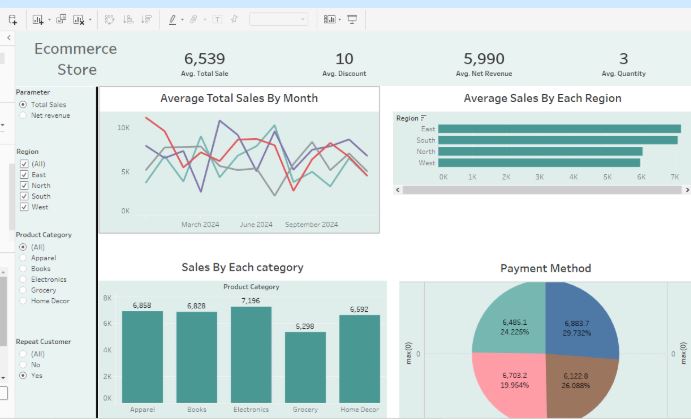 Ecommerce
Store
6,539
Avg. Total Sale
10
Avg. Discount
5,990
Avg. Net Revenue
3
Avg. Quantity
Parameter
Total Sales
Net revenue
Region
(All)
East
North
South
West
Product Category
(All)
Apparel
Books
Electronics
Grocery
Home Decor
Repeat Customer
(All)
No
Yes
Average Total Sales By Month
10K
5K
0K
March 2024 June 2024 September 2024
Average Sales By Each Region
Region
East
South
North
West
0K 1K 2K 3K 4K 5K 6K 7K
Sales By Each category
Product Category
8K
6K
4K
2K
0K
6,858 6,828 7,196 5,298 6,592
Apparel Books Electronics Grocery Home Decor
Payment Method
max(0)
0
6,485.1
24.226%
6,883.7
29.732%
6,703.2
19.954%
6,122.8
26.088%
0
max(0)